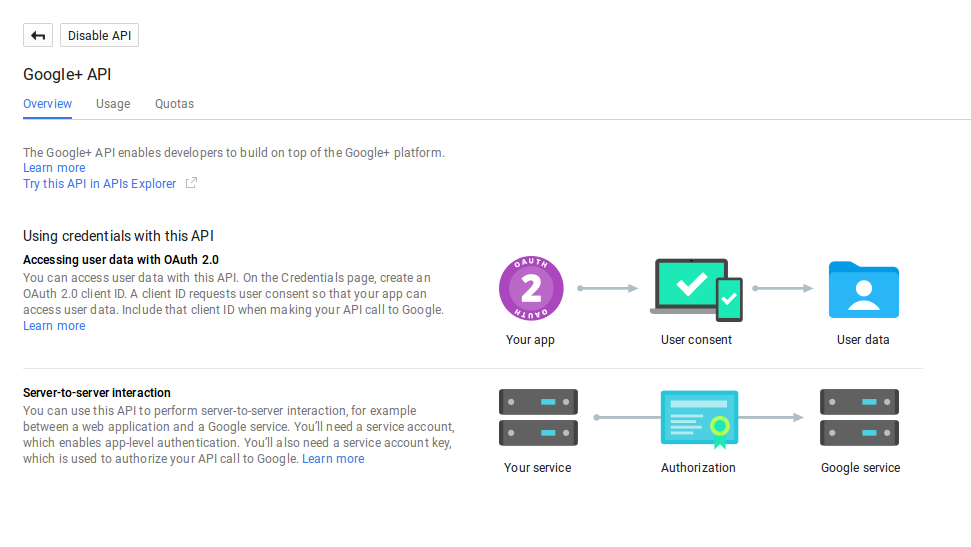 Disable API
Google+ API
Overview Usage Quotas
The Google+ API enables developers to build on top of the Google+ platform.
Learn more
Try this API in APIs Explorer
Using credentials with this API
Accessing user data with OAuth 2.0
You can access user data with this API. On the Credentials page, create an
OAuth 2.0 client ID. A client ID requests user consent so that your app can
access user data. Include that client ID when making your API call to Google.
Learn more
OAUTH
2
OAUTH
Your app
User consent
User data
Server-to-server interaction
You can use this API to perform server-to-server interaction, for example
between a web application and a Google service. You'll need a service account,
which enables app-level authentication. You'll also need a service account key,
which is used to authorize your API call to Google. Learn more
Your service
Authorization
Google service